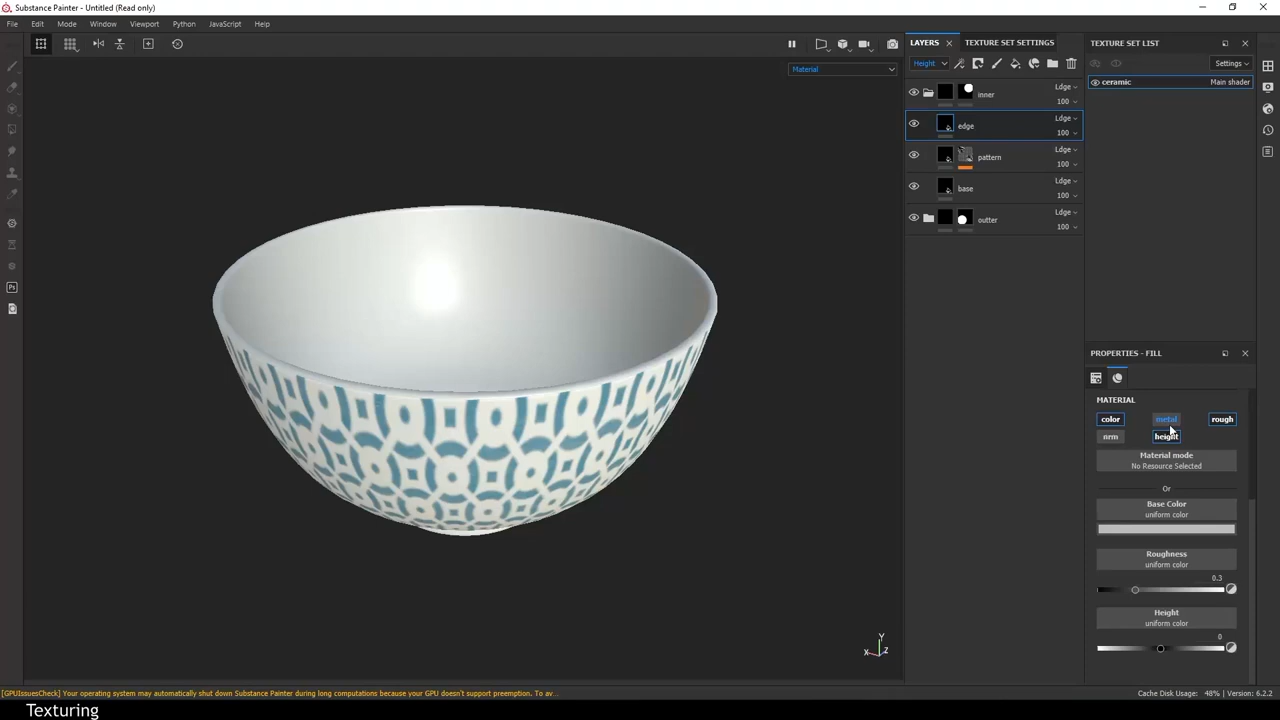 Substance Painter - Untitled (Read only)
File Edit Mode Window Viewport Python JavaScript Help
Material
LAYERS
TEXTURE SET SETTINGS
Height
inner
Ldge
100
edge
Ldge
100
pattern
Ldge
100
base
Ldge
100
outter
Ldge
100
TEXTURE SET LIST
Settings
ceramic
Main shader
PROPERTIES - FILL
MATERIAL
color metal rough
nrm height
Material mode
No Resource Selected
Or
Base Color
uniform color
Roughness
uniform color
0.3
Height
uniform color
0
Y
X Z
Ps
[GPUIssuesCheck] Your operating system may automatically shut down Substance Painter during long computations because your GPU doesn't support preemption. To av...
Cache Disk Usage: 48% | Version: 6.2.2
Texturing